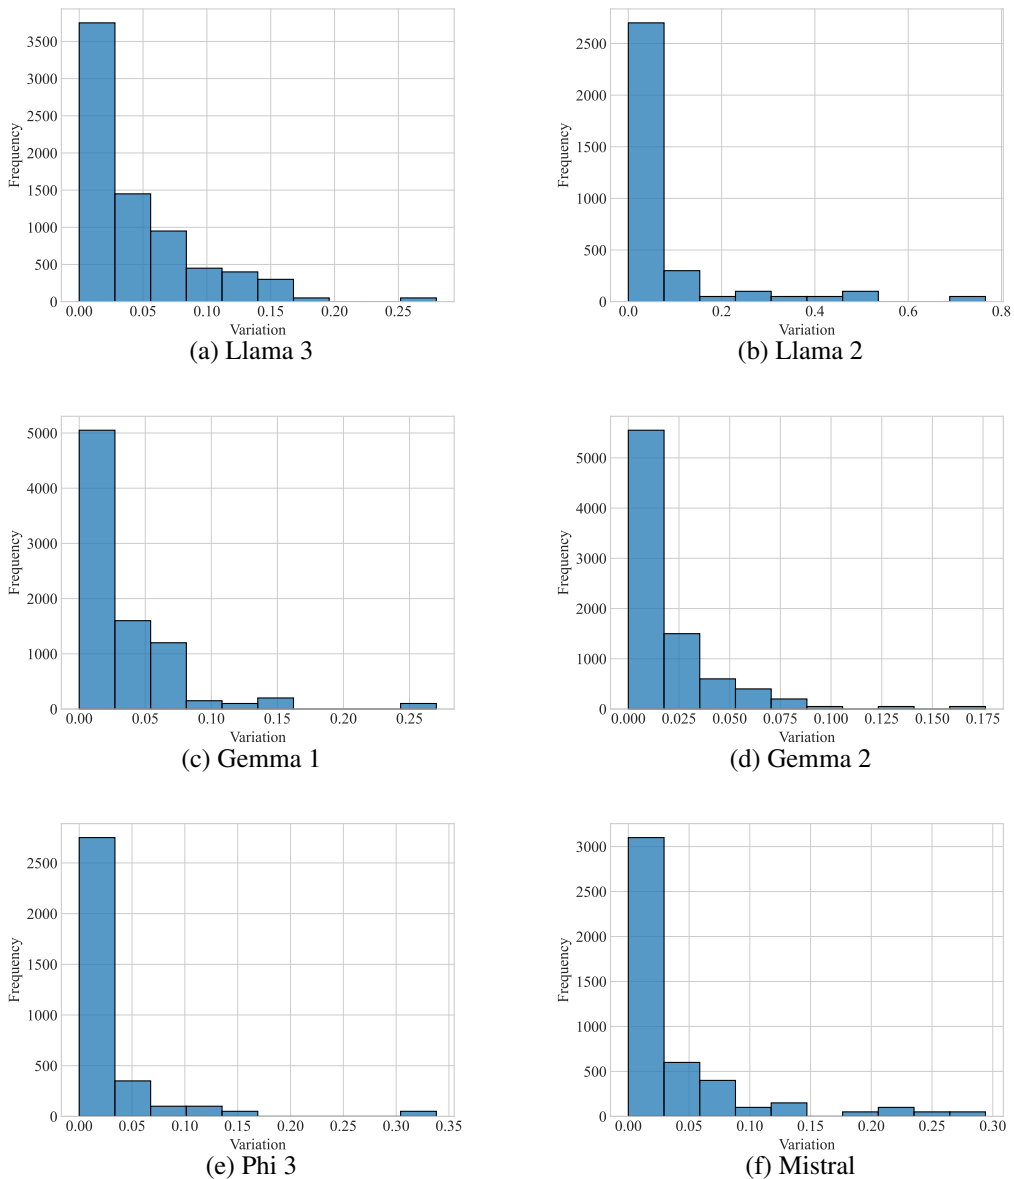 3500
3000
2500
2000
1500
1000
500
0
Frequency
0.00 0.05 0.10 0.15 0.20 0.25
Variation
(a) Llama 3
2500
2000
1500
1000
500
0
Frequency
0.0 0.2 0.4 0.6 0.8
Variation
(b) Llama 2
5000
4000
3000
2000
1000
0
Frequency
0.00 0.05 0.10 0.15 0.20 0.25
Variation
(c) Gemma 1
5000
4000
3000
2000
1000
0
Frequency
0.000 0.025 0.050 0.075 0.100 0.125 0.150 0.175
Variation
(d) Gemma 2
2500
2000
1500
1000
500
0
Frequency
0.00 0.05 0.10 0.15 0.20 0.25 0.30 0.35
Variation
(e) Phi 3
3000
2500
2000
1500
1000
500
0
Frequency
0.00 0.05 0.10 0.15 0.20 0.25 0.30
Variation
(f) Mistral